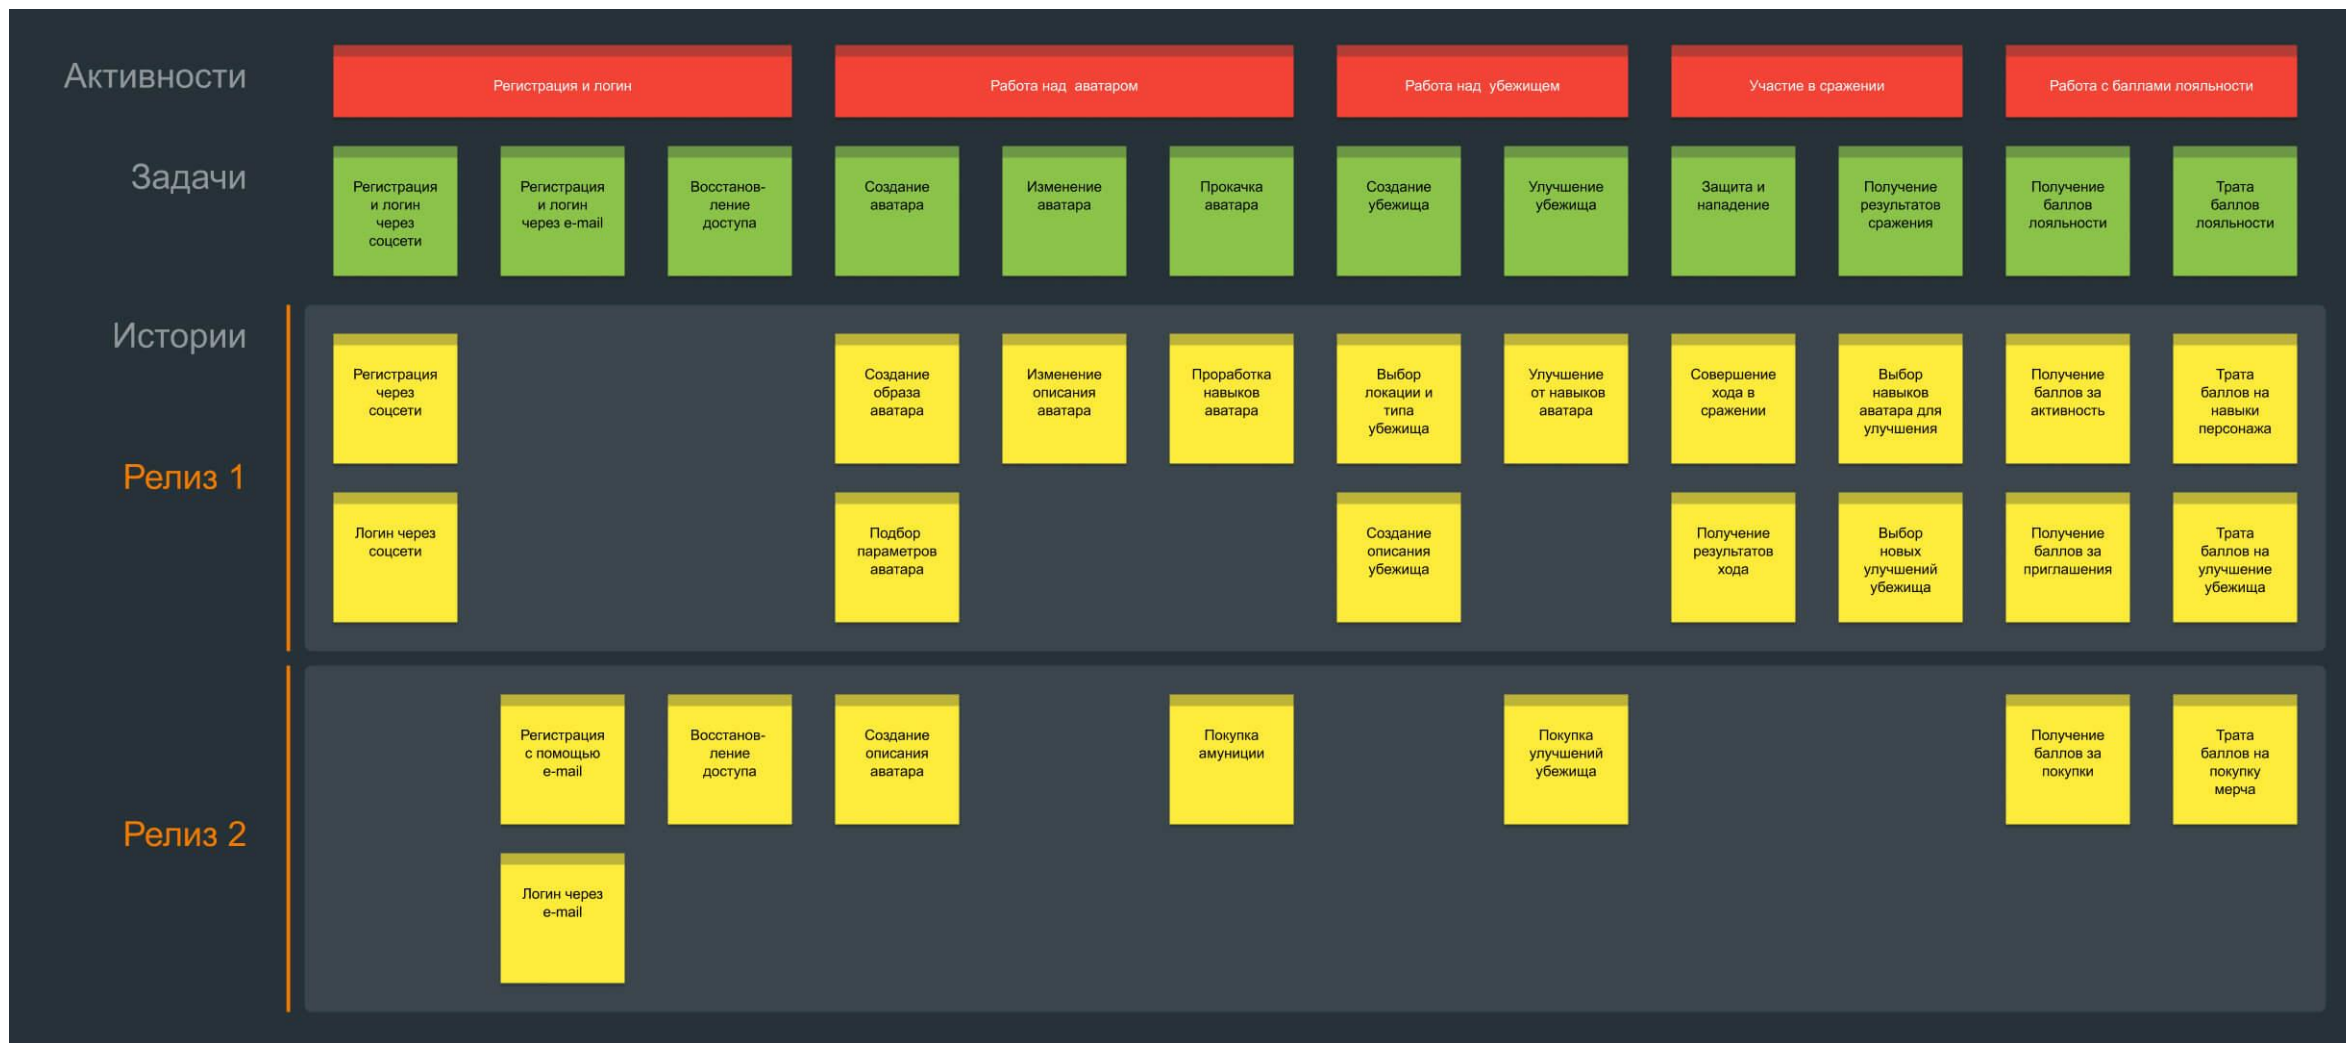 Активности
Регистрация и логин
Работа над аватаром
Работа над убежищем
Участие в сражении
Работа с баллами лояльности
Задачи
Регистрация
и логин
через
соцсети
Регистрация
и логин
через e-mail
Восстанов-
ление
доступа
Создание
аватара
Изменение
аватара
Прокачка
аватара
Создание
убежища
Улучшение
убежища
Защита и
нападение
Получение
результатов
сражения
Получение
баллов
лояльности
Трата
баллов
лояльности
Истории
Релиз 1
Регистрация
через
соцсети
Создание
образа
аватара
Изменение
описания
аватара
Проработка
навыков
аватара
Выбор
локации и
типа
убежища
Улучшение
от навыков
аватара
Совершение
хода в
сражении
Выбор
навыков
аватара для
улучшения
Получение
баллов за
активность
Трата
баллов на
навыки
персонажа
Логин через
соцсети
Подбор
параметров
аватара
Создание
описания
убежища
Получение
результатов
хода
Выбор
новых
улучшений
убежища
Получение
баллов за
приглашения
Трата
баллов на
улучшение
убежища
Релиз 2
Регистрация
с помощью
e-mail
Восстанов-
ление
доступа
Создание
описания
аватара
Покупка
амуниции
Покупка
улучшений
убежища
Получение
баллов за
покупки
Трата
баллов на
покупку
мерча
Логин через
e-mail